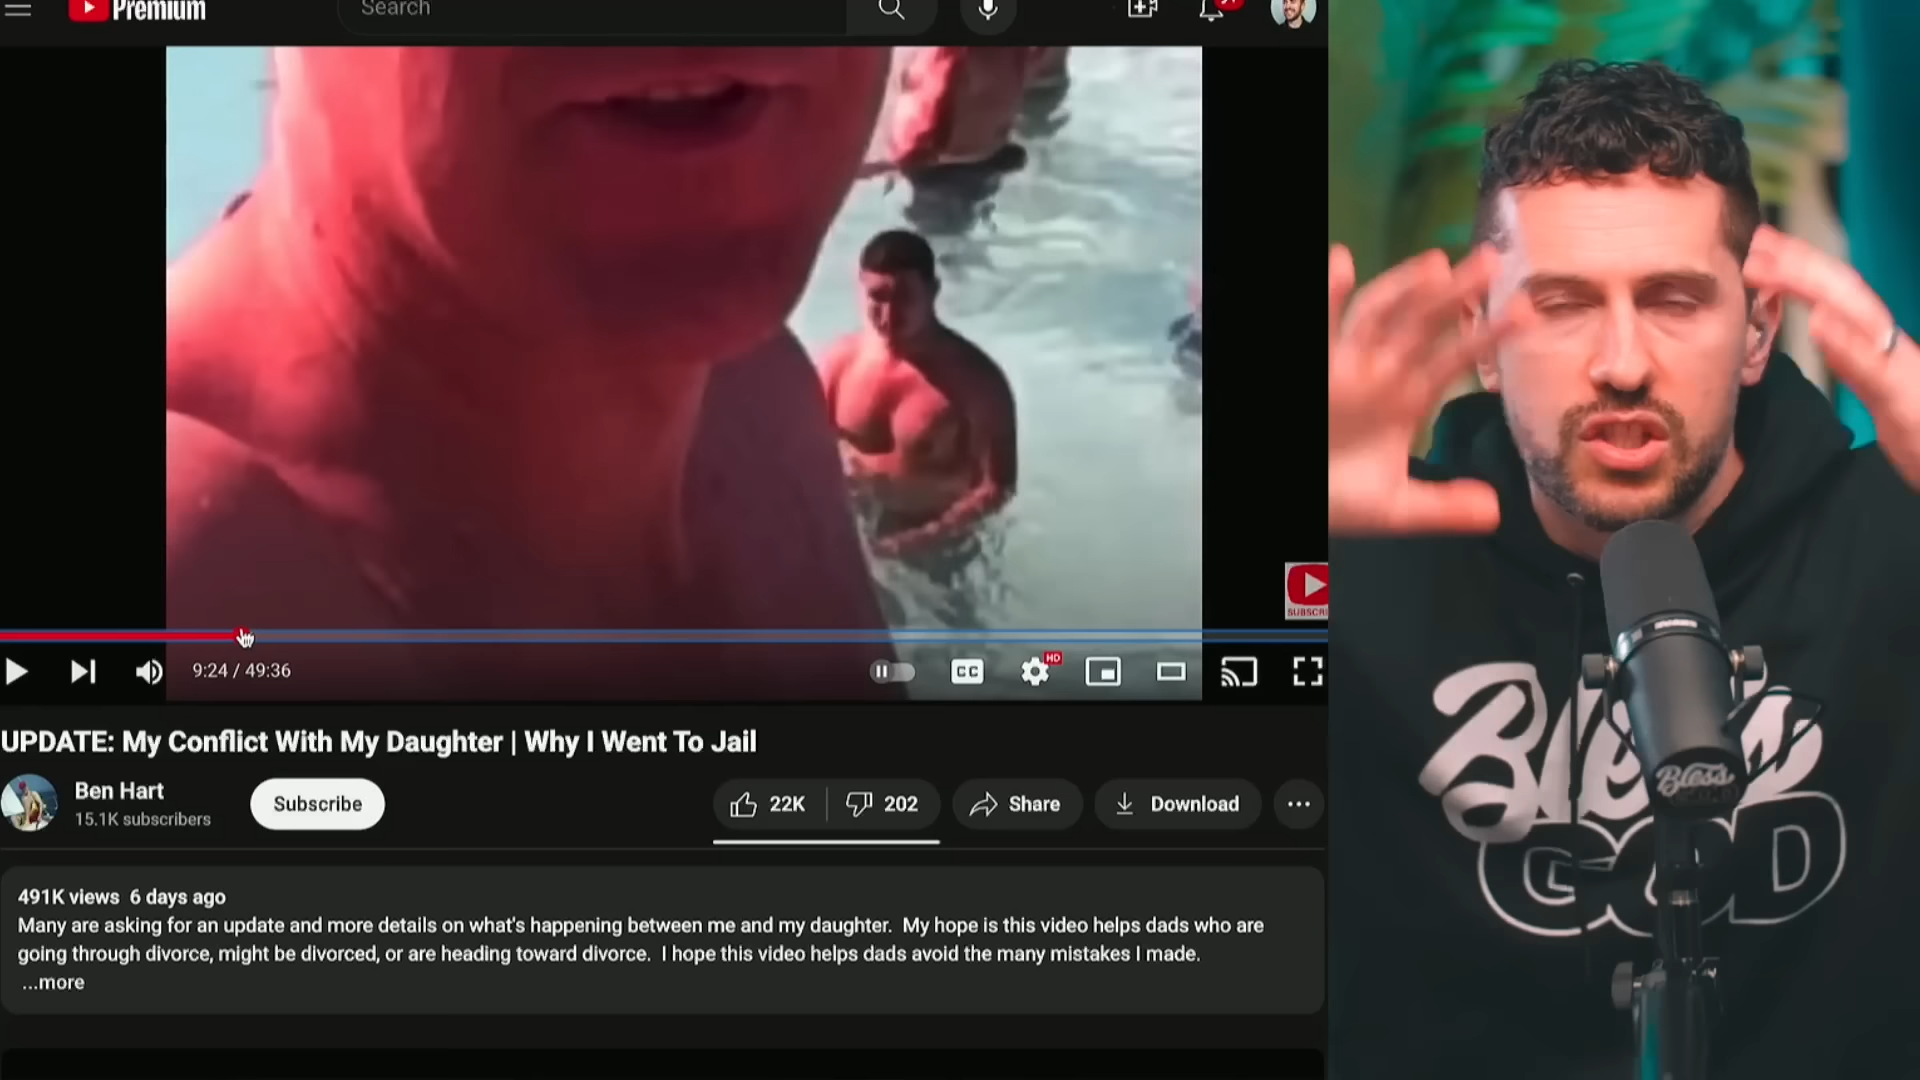 Premium
Search
SUBSCRI
9:24 / 49:36
CC
HD
UPDATE: My Conflict With My Daughter | Why I Went To Jail
Ben Hart
15.1K subscribers
Subscribe
22K
202
Share
Download
491K views 6 days ago
Many are asking for an update and more details on what's happening between me and my daughter. My hope is this video helps dads who are
going through divorce, might be divorced, or are heading toward divorce. I hope this video helps dads avoid the many mistakes I made.
...more
Bless
GOD
Bless